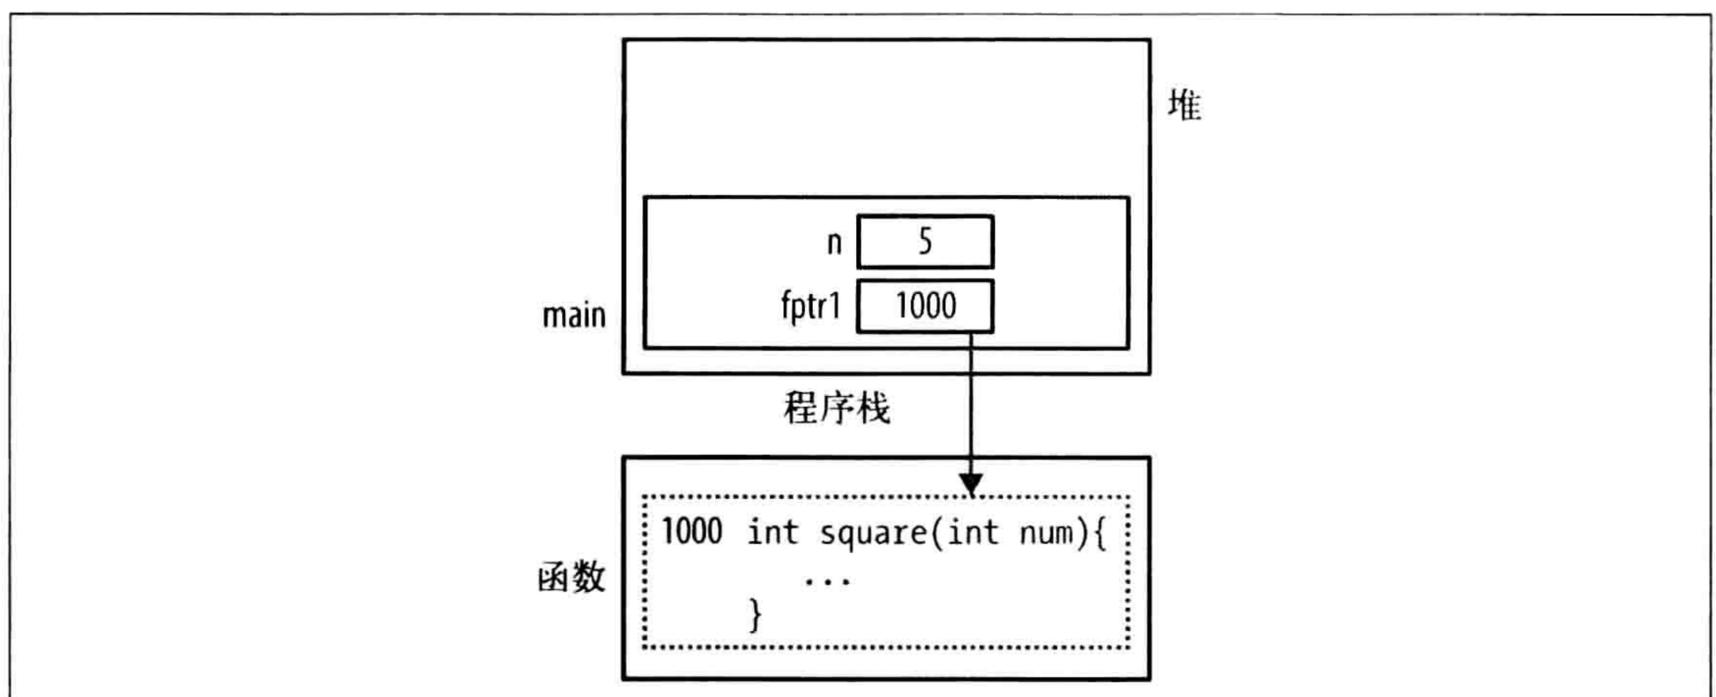 堆
n 5
main fptr1 1000
程序栈
1000 int square(int num){
函数 ...
}